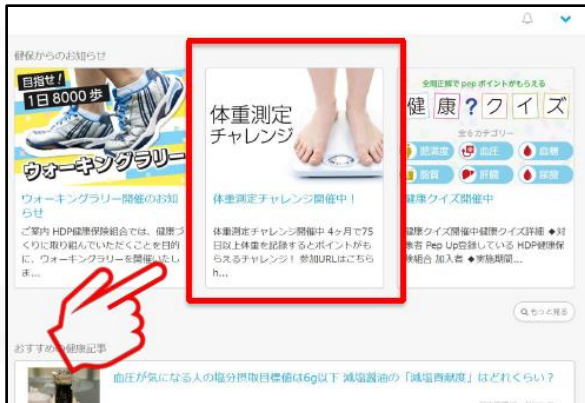 健保からのお知らせ
目指せ!
1日8000歩
ウォーキングラリー
ウォーキングラリー開催のお知
らせ
ご案内 HDP健康保険組合では、健康づ
くりに取り組んでいただくことを目的
に、ウォーキングラリーを開催いたし
ま...
体重測定
チャレンジ
体重測定チャレンジ開催中!
体重測定チャレンジ開催中 4ヶ月で75
日以上体重を記録するとポイントがも
らえるチャレンジ! 参加URLはこちら
h...
全問正解で pep ポイントがもらえる
健康?クイズ
全6カテゴリー
肥満度 血圧 血糖
脂質 肝臓 尿酸
健康クイズ開催中
健康クイズ開催中健康クイズ詳細 ◆対
象者 Pep Up登録している HDP健康保
険組合 加入者 ◆実施期間...
もっと見る
おすすめの健康記事
血圧が気になる人の塩分摂取目標値は6g以下 減塩醤油の「減塩貢献度」はどれくらい?